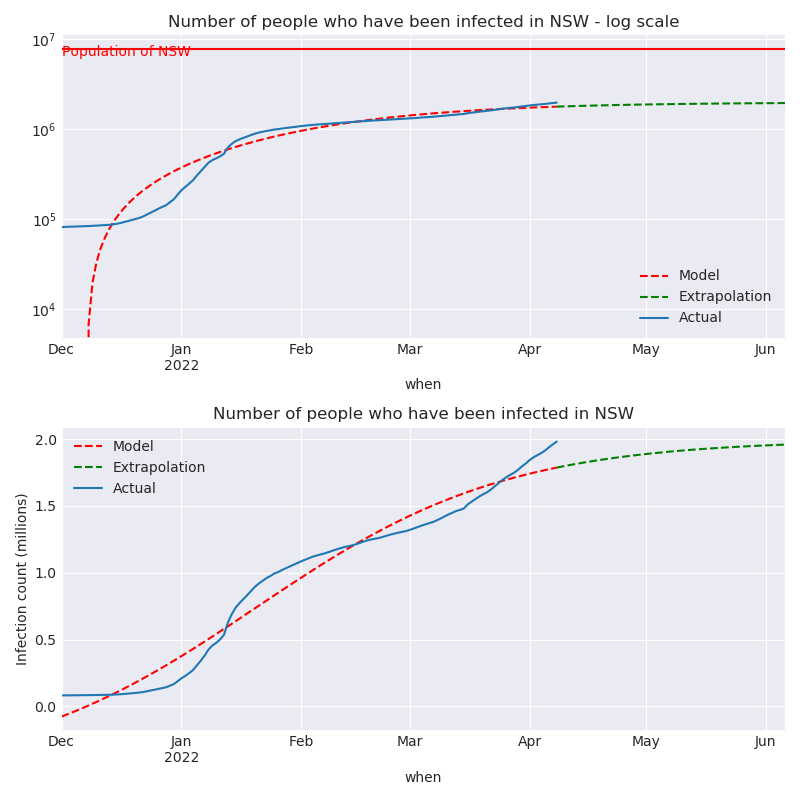 Number of people who have been infected in NSW - log scale
10^7
Population of NSW
10^6
10^5
10^4
Model
Extrapolation
Actual
Dec Jan Feb Mar Apr May Jun
2022
when
Number of people who have been infected in NSW
Infection count (millions)
2.0
1.5
1.0
0.5
0.0
Model
Extrapolation
Actual
Dec Jan Feb Mar Apr May Jun
2022
when